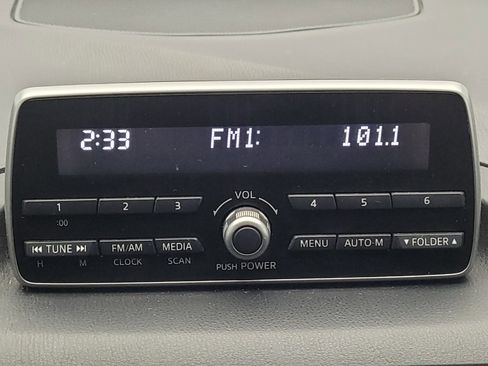 2:33 FM1: 101.1
VOL
1 2 3 4 5 6
:00
⏮ TUNE ⏭ FM/AM MEDIA MENU AUTO-M ▼ FOLDER ▲
H M CLOCK SCAN PUSH POWER